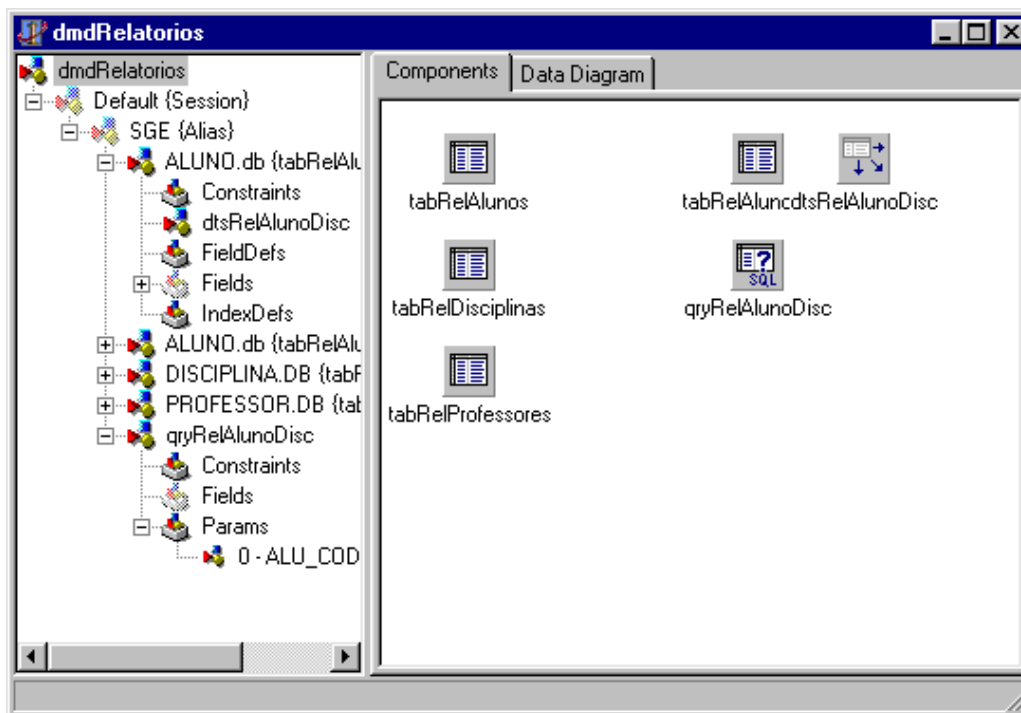 dmdRelatorios
dmdRelatorios
Default {Session}
SGE {Alias}
ALUNO.db {tabRelAlu
Constraints
dtsRelAlunoDisc
FieldDefs
Fields
IndexDefs
ALUNO.db {tabRelAlu
DISCIPLINA.DB {tabF
PROFESSOR.DB {tab
qryRelAlunoDisc
Constraints
Fields
Params
0 - ALU_COD
Components
Data Diagram
tabRelAlunos
tabRelAluncdtsRelAlunoDisc
tabRelDisciplinas
SQL
qryRelAlunoDisc
tabRelProfessores